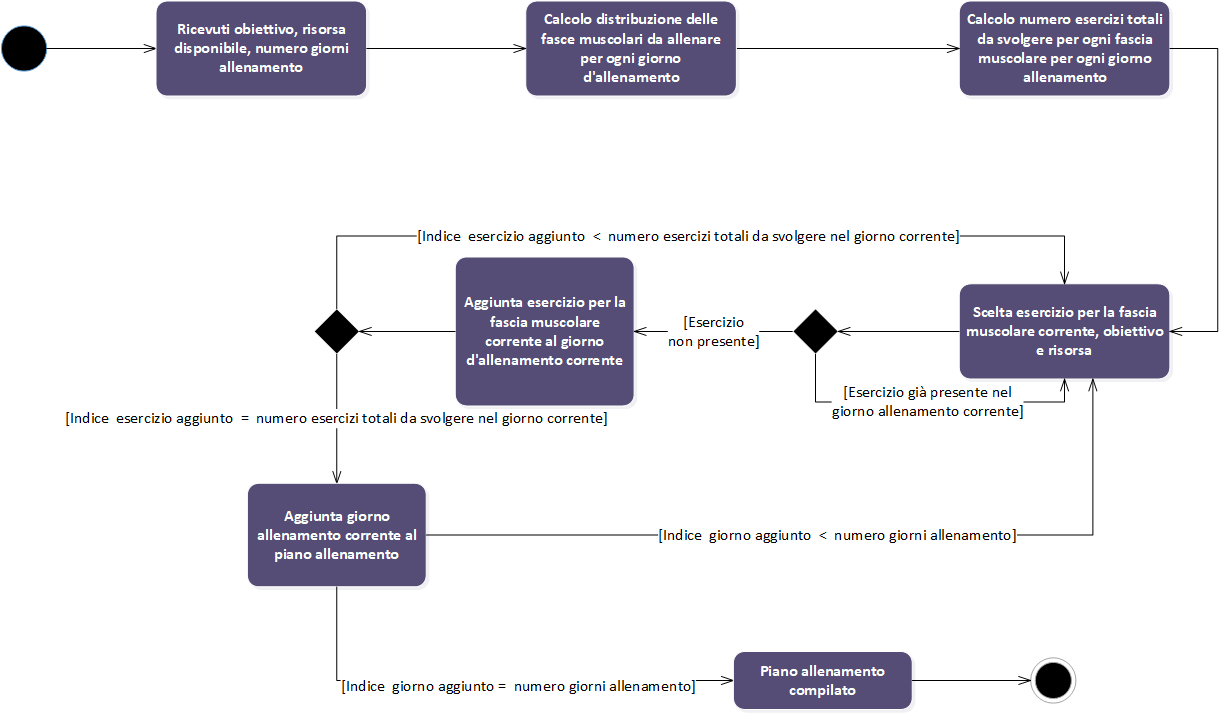 Ricevuti obiettivo, risorsa
disponibile, numero giorni
allenamento
Calcolo distribuzione delle
fasce muscolari da allenare
per ogni giorno
d'allenamento
Calcolo numero esercizi totali
da svolgere per ogni fascia
muscolare per ogni giorno
allenamento
[Indice esercizio aggiunto < numero esercizi totali da svolgere nel giorno corrente]
Aggiunta esercizio per la
fascia muscolare
corrente al giorno
d'allenamento corrente
[Esercizio
non presente]
Scelta esercizio per la fascia
muscolare corrente, obiettivo
e risorsa
[Esercizio già presente nel
giorno allenamento corrente]
[Indice esercizio aggiunto = numero esercizi totali da svolgere nel giorno corrente]
Aggiunta giorno
allenamento corrente al
piano allenamento
[Indice giorno aggiunto < numero giorni allenamento]
[Indice giorno aggiunto = numero giorni allenamento]
Piano allenamento
compilato